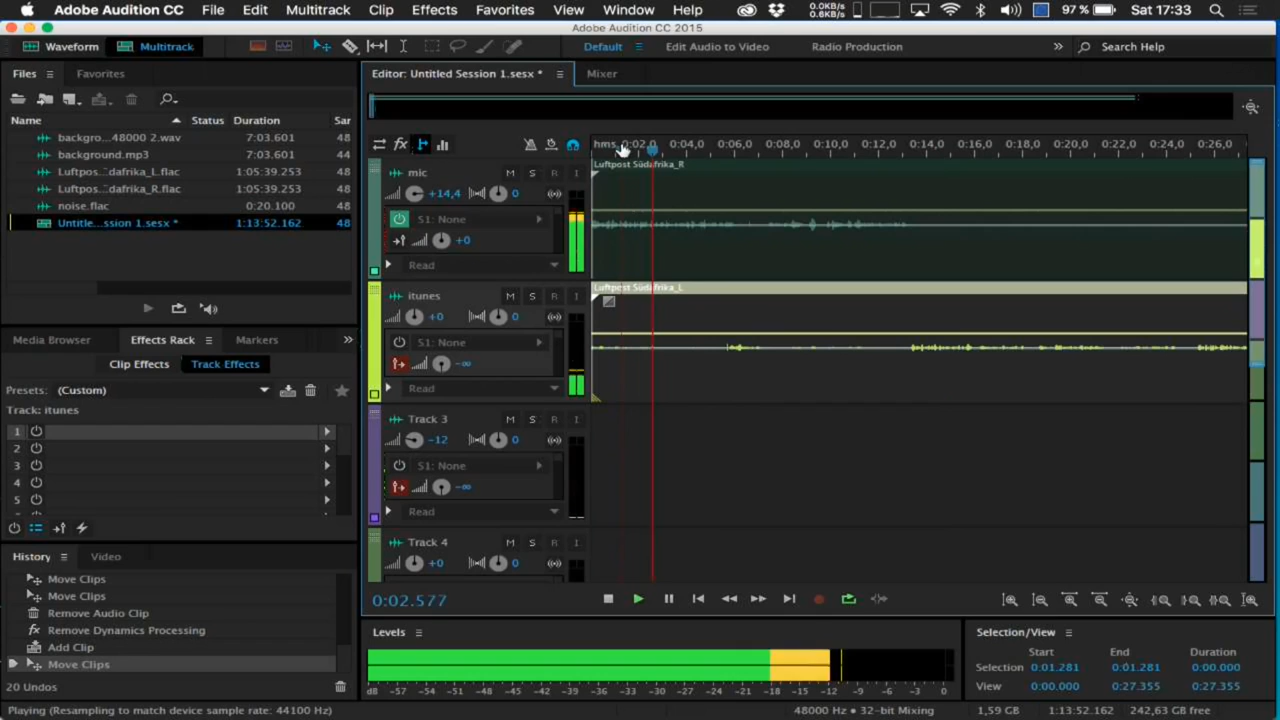 Adobe Audition CC File Edit Multitrack Clip Effects Favorites View Window Help 0.0KB/s 0.6KB/s 97 % Sat 17:33
Adobe Audition CC 2015
Waveform Multitrack Default Edit Audio to Video Radio Production Search Help
Files Favorites
Editor: Untitled Session 1.sesx * Mixer
Name Status Duration Sar
backgro...48000 2.wav 7:03.601 48
background.mp3 7:03.601 44
Luftpos...dafrika_L.flac 1:05:39.253 48
Luftpos...dafrika_R.flac 1:05:39.253 48
noise.flac 0:20.100 48
Untitle...ssion 1.sesx * 1:13:52.162 48
hms 0:02,0 0:04,0 0:06,0 0:08,0 0:10,0 0:12,0 0:14,0 0:16,0 0:18,0 0:20,0 0:22,0 0:24,0 0:26,0
Luftpost Südafrika_R
mic M S R I
+14,4 0
S1: None
+0
Read
Luftpost Südafrika_L
itunes M S R I
+0 0
S1: None
-∞
Read
Track 3 M S R I
-12 0
S1: None
-∞
Read
Track 4 M S R I
+0 0
Media Browser Effects Rack Markers
Clip Effects Track Effects
Presets: (Custom)
Track: itunes
1
2
3
4
5
History Video
Move Clips
Move Clips
Remove Audio Clip
Remove Dynamics Processing
Add Clip
Move Clips
20 Undos
0:02.577
Levels
dB -57 -54 -51 -48 -45 -42 -39 -36 -33 -30 -27 -24 -21 -18 -15 -12 -9 -6 -3 0
Selection/View
Start End Duration
Selection 0:01.281 0:01.281 0:00.000
View 0:00.000 0:27.355 0:27.355
Playing (Resampling to match device sample rate: 44100 Hz) 48000 Hz • 32-bit Mixing 1,59 GB 1:13:52.162 242,63 GB free